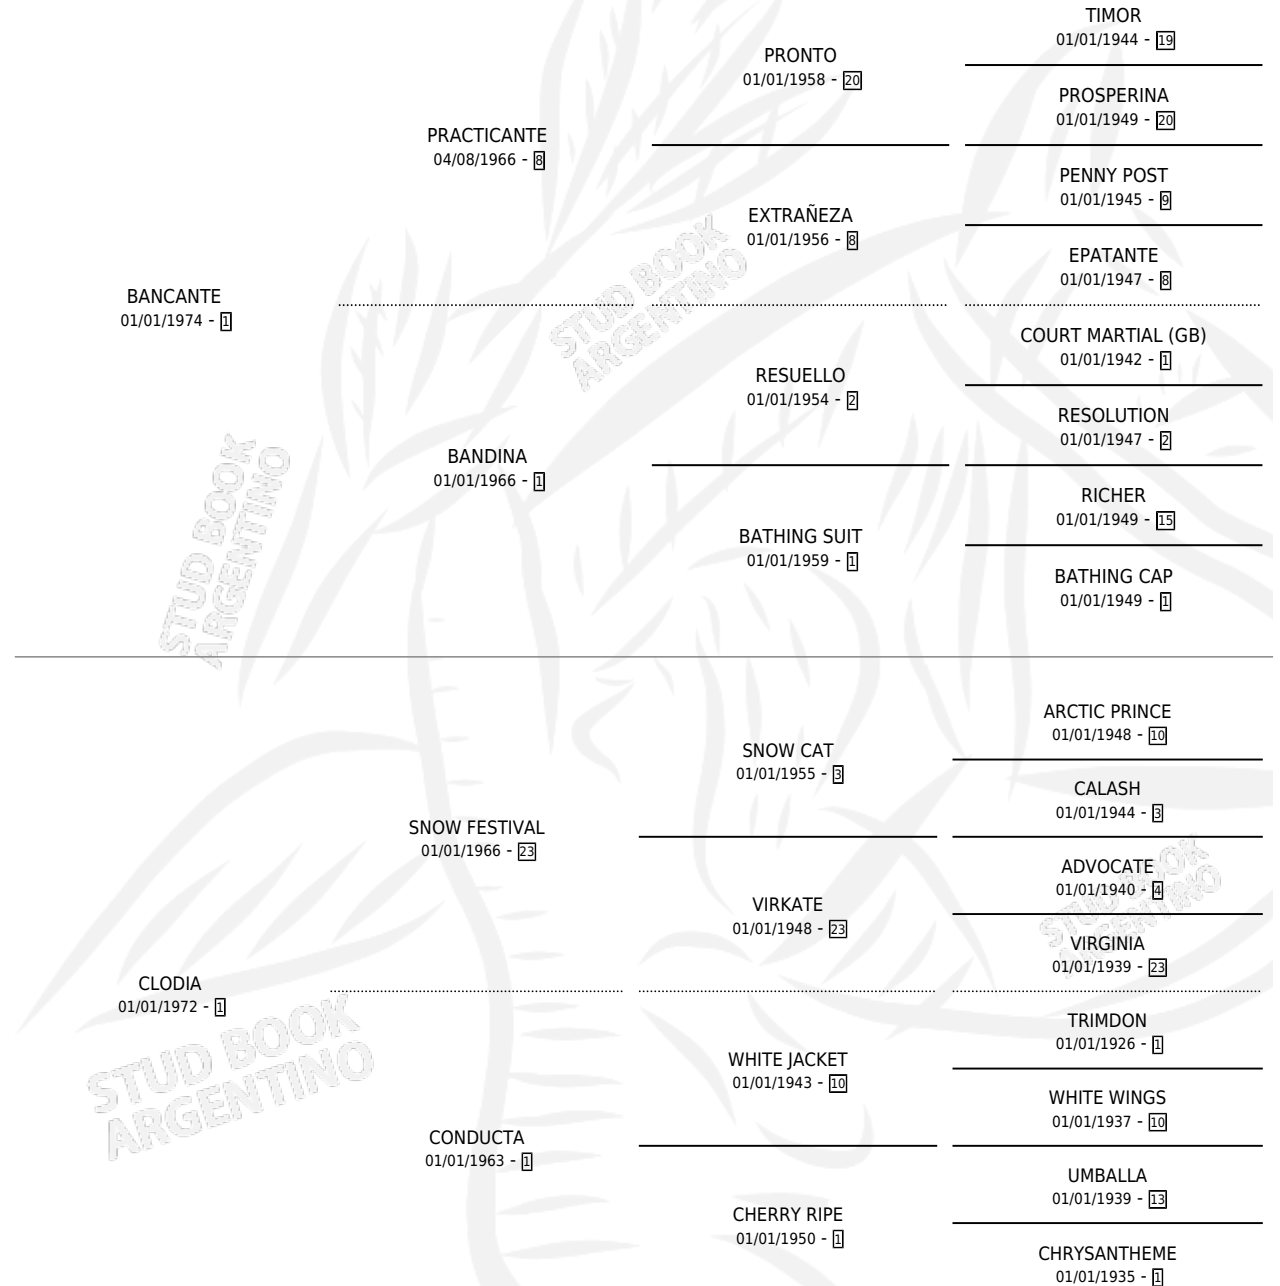 TIMOR
01/01/1944 - 19
PRONTO
01/01/1958 - 20
PROSPERINA
01/01/1949 - 20
PRACTICANTE
04/08/1966 - 8
PENNY POST
01/01/1945 - 9
EXTRAÑEZA
01/01/1956 - 8
EPATANTE
01/01/1947 - 8
BANCANTE
01/01/1974 - 1
STUD BOOK
ARGENTINO
COURT MARTIAL (GB)
01/01/1942 - 1
RESUELLO
01/01/1954 - 2
RESOLUTION
01/01/1947 - 2
BANDINA
01/01/1966 - 1
RICHER
01/01/1949 - 15
BATHING SUIT
01/01/1959 - 1
BATHING CAP
01/01/1949 - 1
STUD BOOK
ARGENTINO
ARCTIC PRINCE
01/01/1948 - 10
SNOW CAT
01/01/1955 - 3
CALASH
01/01/1944 - 3
SNOW FESTIVAL
01/01/1966 - 23
ADVOCATE
01/01/1940 - 4
VIRKATE
01/01/1948 - 23
STUD BOOK
ARGENTINO
VIRGINIA
01/01/1939 - 23
CLODIA
01/01/1972 - 1
TRIMDON
01/01/1926 - 1
STUD BOOK
ARGENTINO
WHITE JACKET
01/01/1943 - 10
WHITE WINGS
01/01/1937 - 10
CONDUCTA
01/01/1963 - 1
UMBALLA
01/01/1939 - 13
CHERRY RIPE
01/01/1950 - 1
CHRYSANTHEME
01/01/1935 - 1